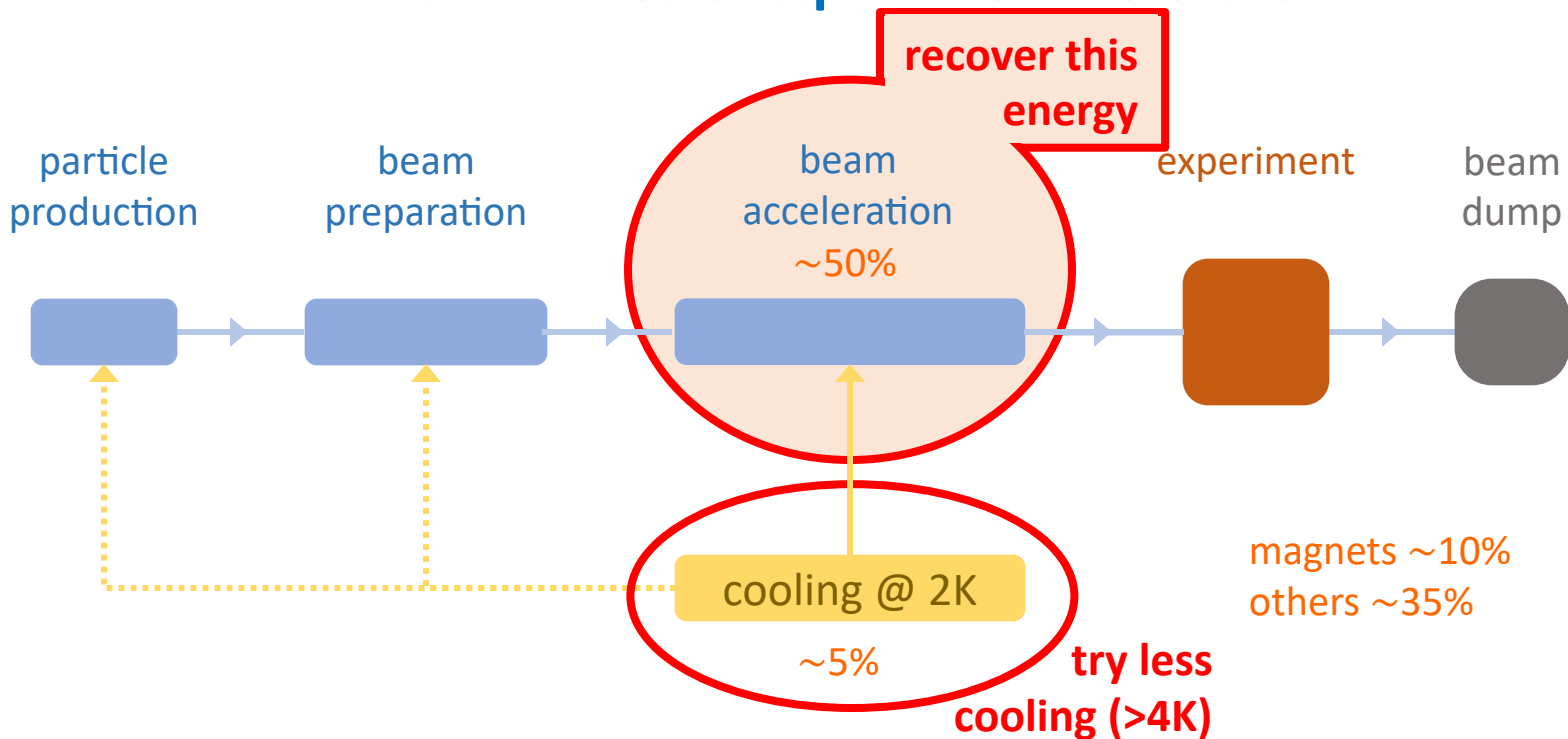 recover this
energy
particle
production
beam
preparation
beam
acceleration
~50%
experiment
beam
dump
cooling @ 2K
~5%
magnets ~10%
others ~35%
try less
cooling (>4K)